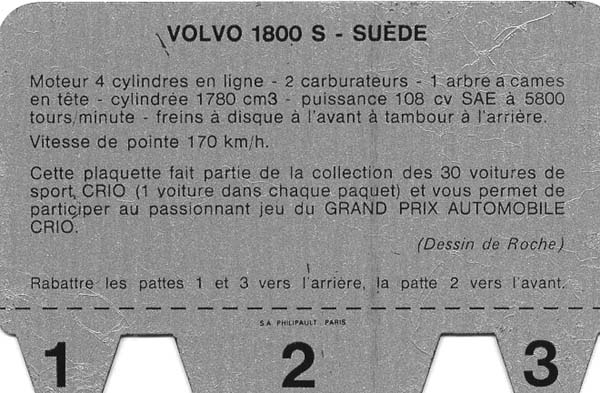 VOLVO 1800 S - SUÈDE
Moteur 4 cylindres en ligne - 2 carburateurs - 1 arbre a cames
en tête - cylindrée 1780 cm3 - puissance 108 cv SAE à 5800
tours/minute - freins à disque à l'avant à tambour à l'arrière.
Vitesse de pointe 170 km/h.
Cette plaquette fait partie de la collection des 30 voitures de
sport CRIO (1 voiture dans chaque paquet) et vous permet de
participer au passionnant jeu du GRAND PRIX AUTOMOBILE
CRIO.
(Dessin de Roche)
Rabattre les pattes 1 et 3 vers l'arrière, la patte 2 vers l'avant.
S.A. PHILIPAULT. PARIS
1 2 3